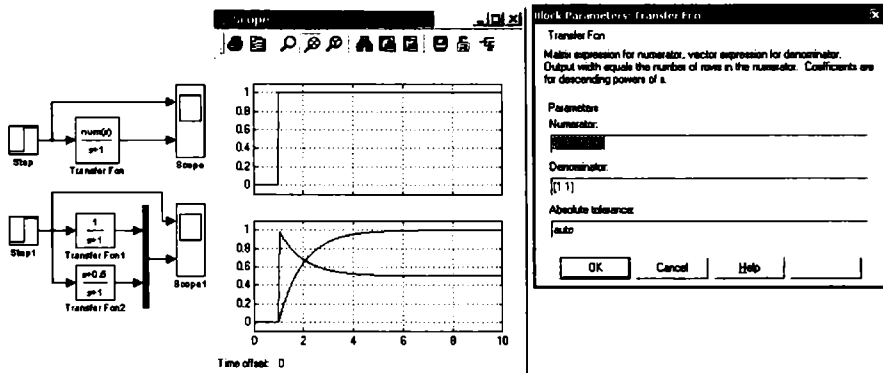 Scope
Block Parameters: Transfer Fcn
Transfer Fcn
Matrix expression for numerator, vector expression for denominator.
Output width equals the number of rows in the numerator. Coefficients are
for descending powers of s.
Parameters
Numerator:
Denominator:
[1 1]
Absolute tolerance:
auto
OK
Cancel
Help
Step
num(s)
s+1
Transfer Fcn
Scope
Step1
1
s+1
Transfer Fcn1
s+0.5
s+1
Transfer Fcn2
Scope1
1
0.8
0.6
0.4
0.2
0
1
0.8
0.6
0.4
0.2
0
0
2
4
6
8
10
Time offset: 0